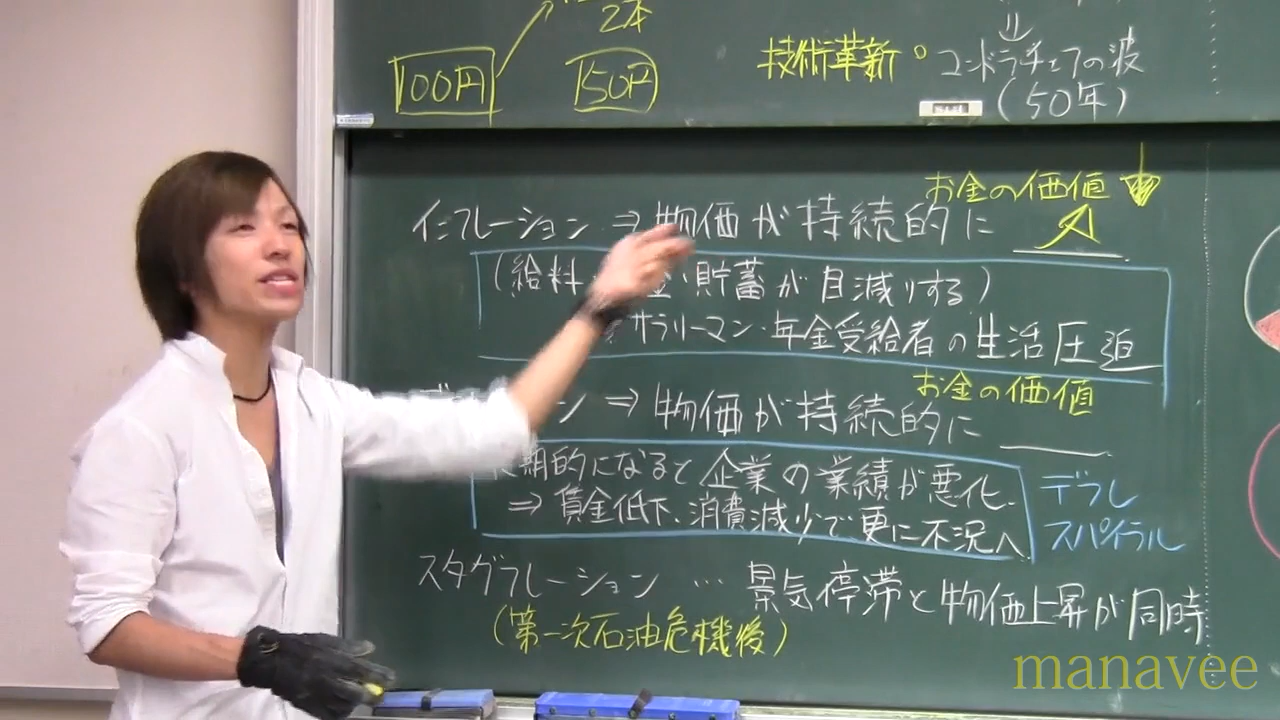 2本
100円
150円
技術革新。コンドラチェフの波
(50年)
お金の価値
インフレーション ⇒ 物価が持続的に 人
(給料 金・貯蓄が目減りする)
サラリーマン・年金受給者の生活圧迫
お金の価値
ン ⇒ 物価が持続的に
期的になると企業の業績が悪化、
⇒ 賃金低下、消費減少で更に不況へ
デフレ
スパイラル
スタグフレーション … 景気停滞と物価上昇が同時
(第一次石油危機後)
manavee